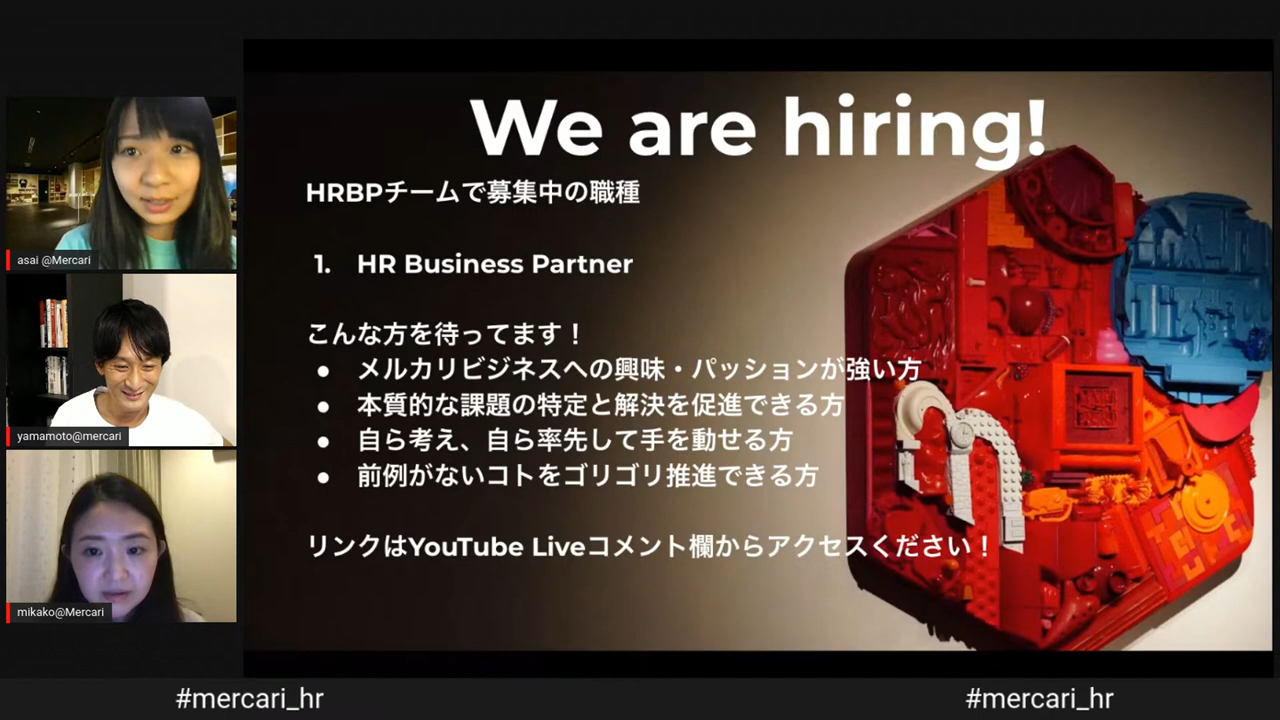 We are hiring!
HRBPチームで募集中の職種
1. HR Business Partner
こんな方を待ってます！
● メルカリビジネスへの興味・パッションが強い方
● 本質的な課題の特定と解決を促進できる方
● 自ら考え、自ら率先して手を動せる方
● 前例がないコトをゴリゴリ推進できる方
リンクはYouTube Liveコメント欄からアクセスください！
asai @Mercari
yamamoto@mercari
mikako@Mercari
#mercari_hr
#mercari_hr